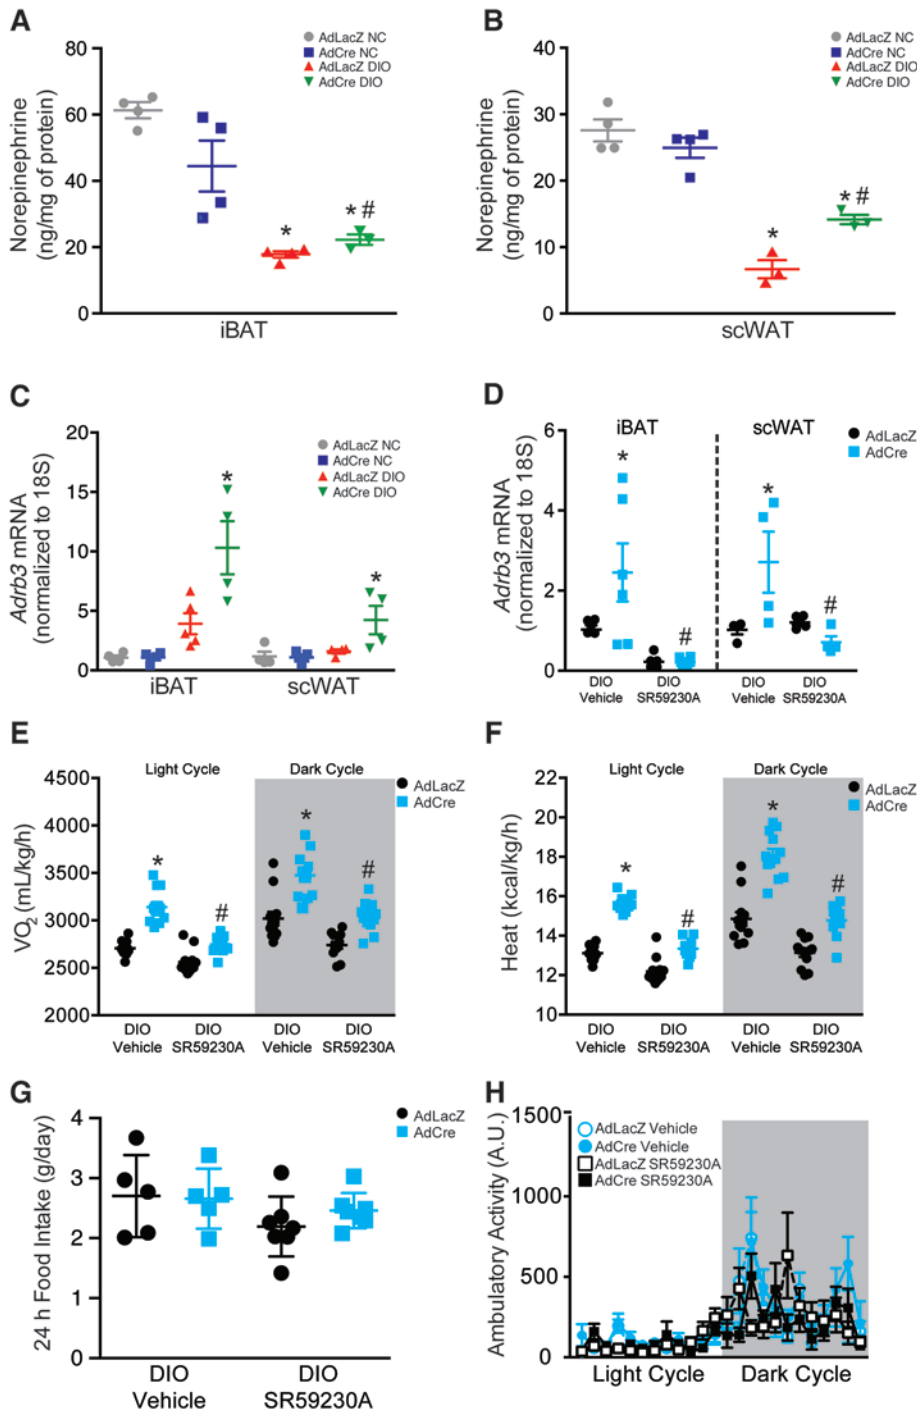 A
AdLacZ NC
AdCre NC
AdLacZ DIO
AdCre DIO
80
60
40
20
0
Norepinephrine
(ng/mg of protein)
*
* #
iBAT
B
AdLacZ NC
AdCre NC
AdLacZ DIO
AdCre DIO
40
30
20
10
0
Norepinephrine
(ng/mg of protein)
*
* #
scWAT
C
AdLacZ NC
AdCre NC
AdLacZ DIO
AdCre DIO
20
15
10
5
0
Adrb3 mRNA
(normalized to 18S)
*
*
iBAT
scWAT
D
iBAT
scWAT
AdLacZ
AdCre
6
4
2
0
Adrb3 mRNA
(normalized to 18S)
*
#
*
#
DIO
Vehicle
DIO
SR59230A
DIO
Vehicle
DIO
SR59230A
E
Light Cycle
Dark Cycle
AdLacZ
AdCre
4500
4000
3500
3000
2500
2000
VO2 (mL/kg/h)
*
#
*
#
DIO
Vehicle
DIO
SR59230A
DIO
Vehicle
DIO
SR59230A
F
Light Cycle
Dark Cycle
AdLacZ
AdCre
22
20
18
16
14
12
10
Heat (kcal/kg/h)
*
#
*
#
DIO
Vehicle
DIO
SR59230A
DIO
Vehicle
DIO
SR59230A
G
AdLacZ
AdCre
4
3
2
1
0
24 h Food Intake (g/day)
DIO
Vehicle
DIO
SR59230A
H
AdLacZ Vehicle
AdCre Vehicle
AdLacZ SR59230A
AdCre SR59230A
1500
1000
500
0
Ambulatory Activity (A.U.)
Light Cycle
Dark Cycle